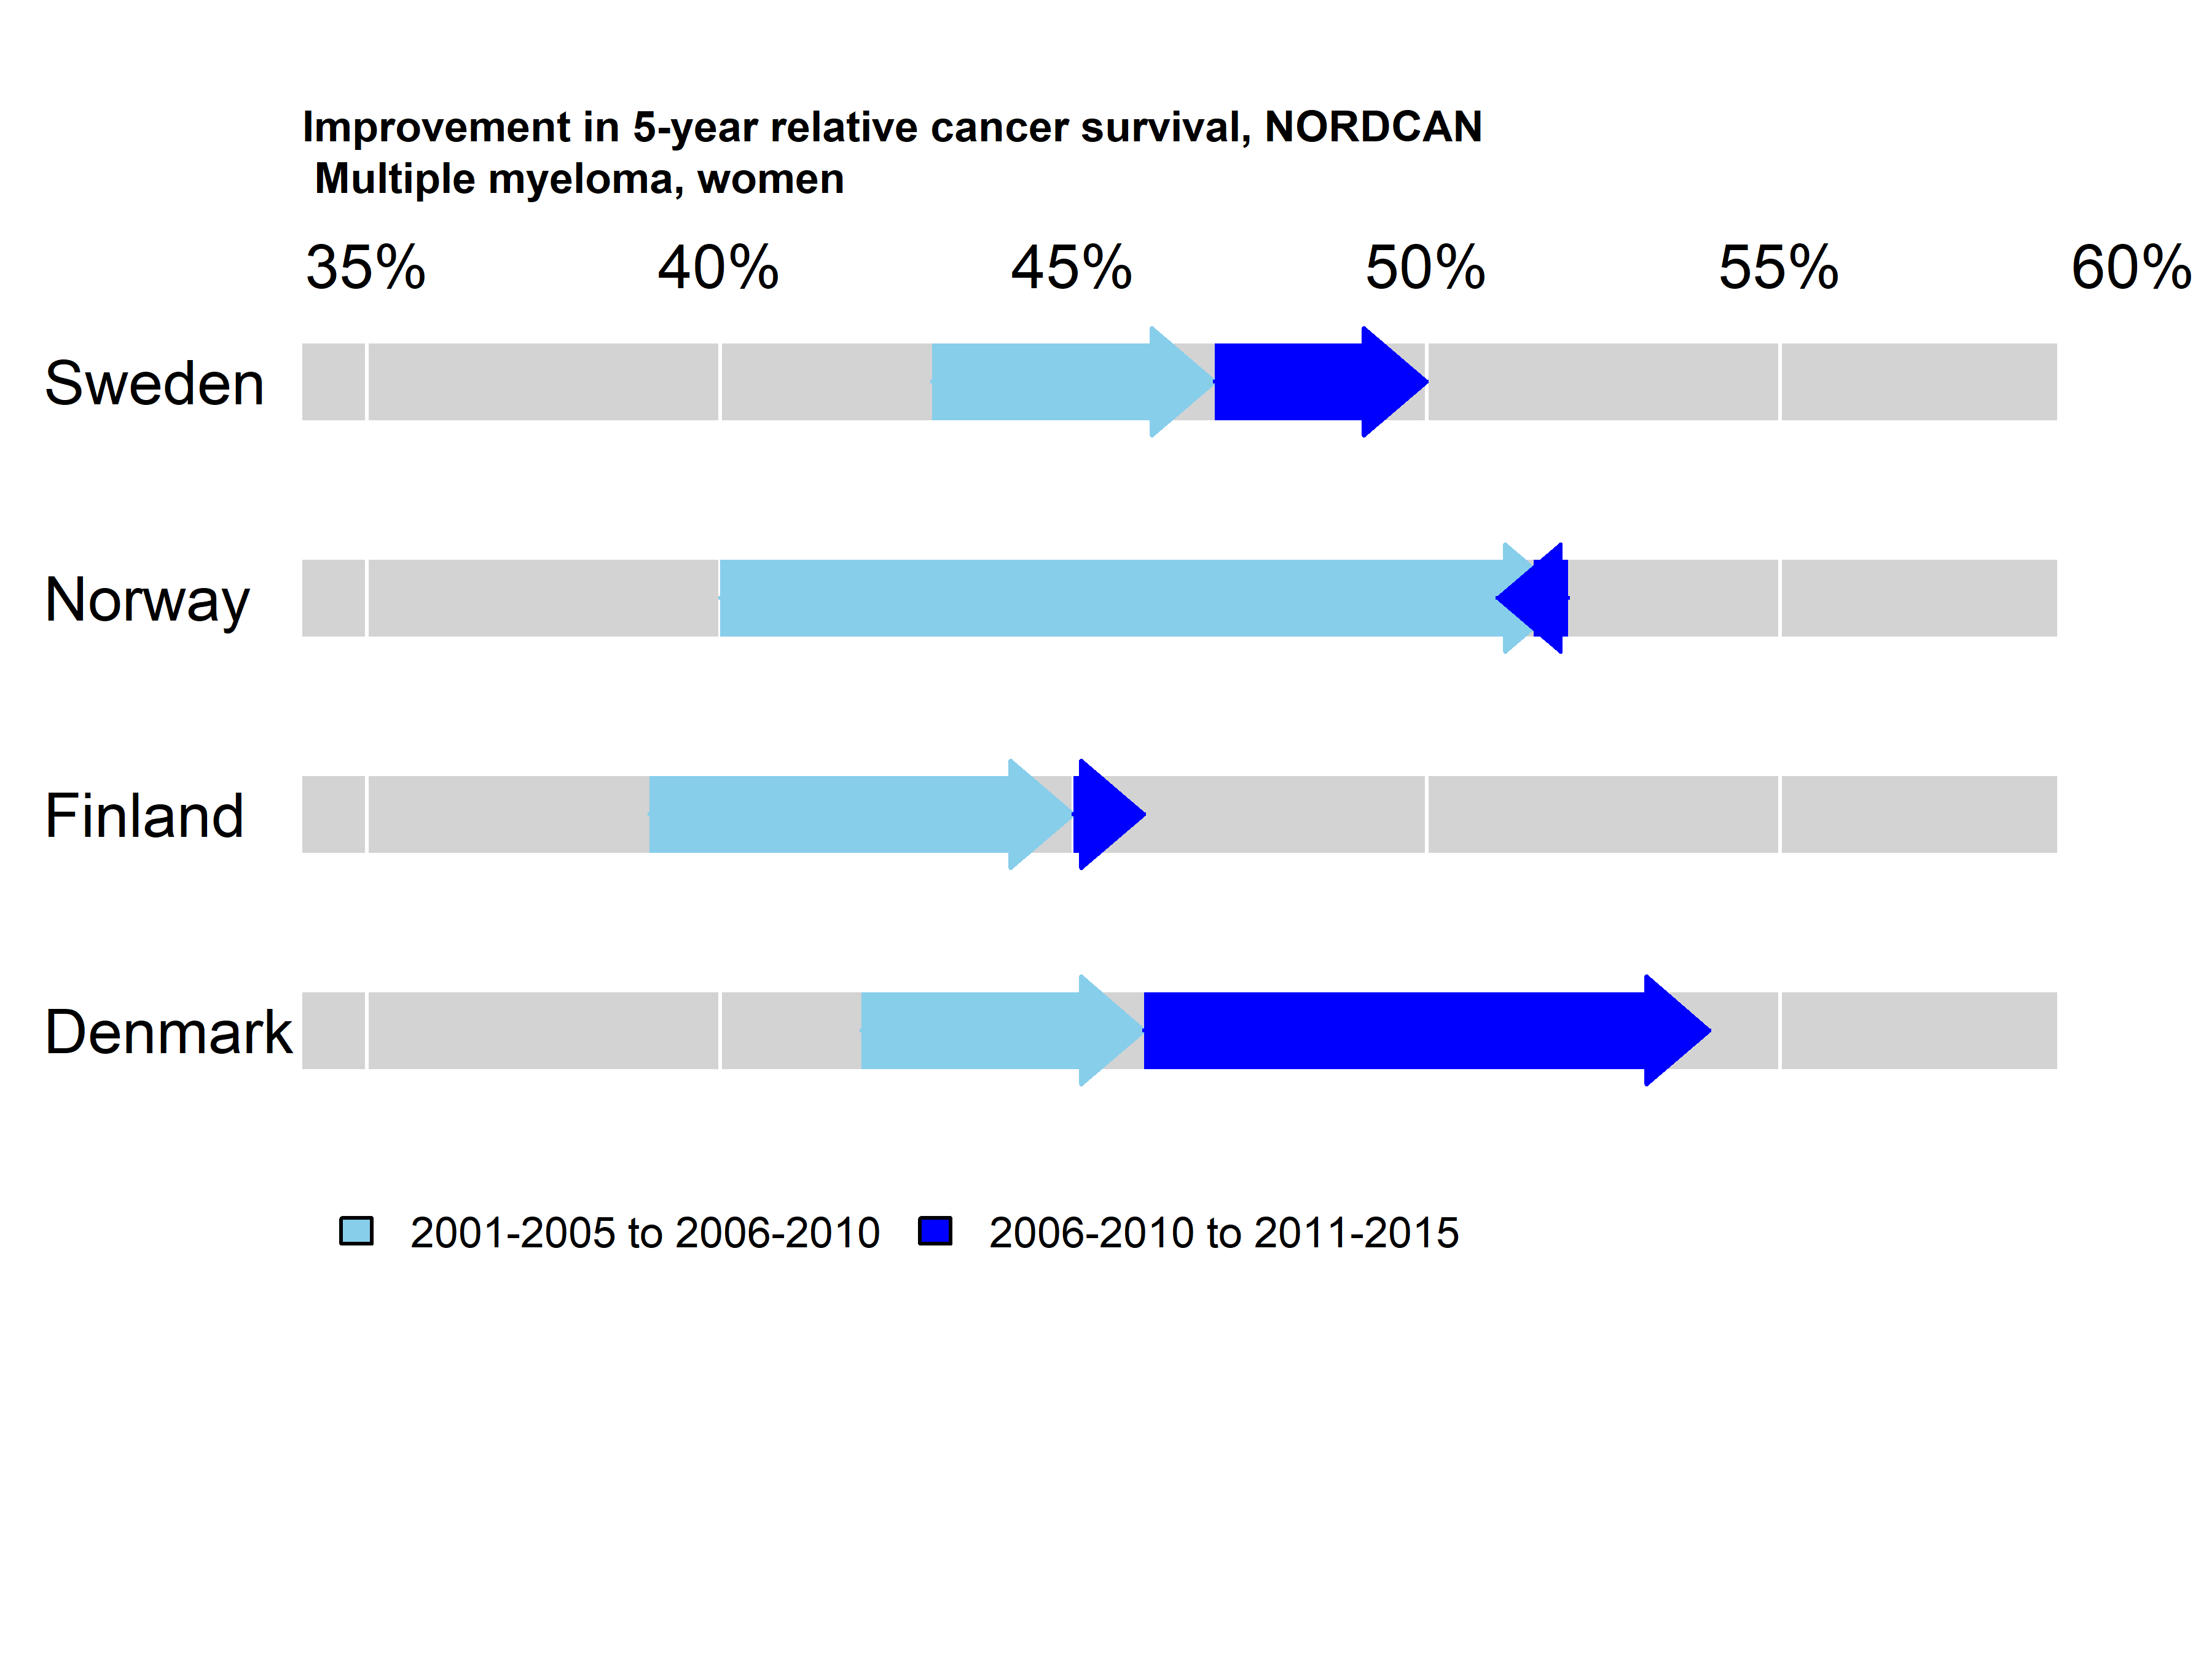 Improvement in 5-year relative cancer survival, NORDCAN
Multiple myeloma, women
35% 40% 45% 50% 55% 60%
Sweden
Norway
Finland
Denmark
2001-2005 to 2006-2010 2006-2010 to 2011-2015